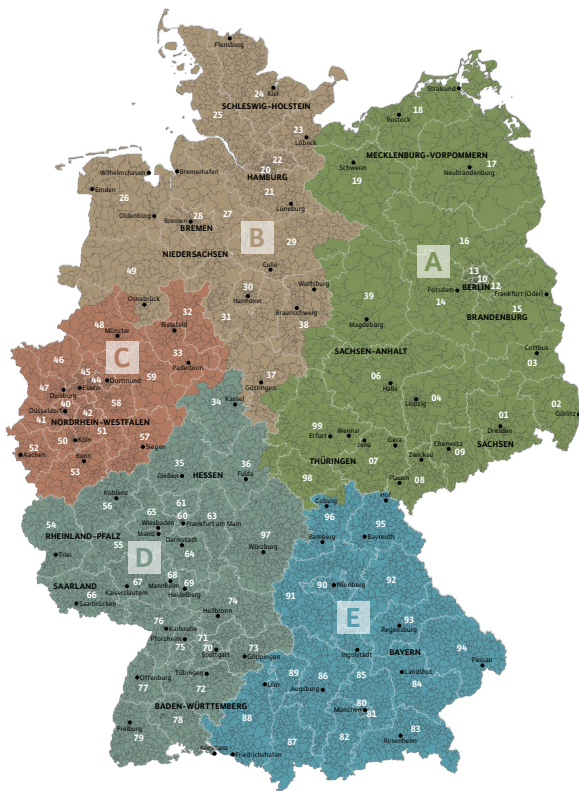 Flensburg
Stralsund
24
Kiel
SCHLESWIG-HOLSTEIN
25
18
Rostock
23
Lübeck
22
MECKLENBURG-VORPOMMERN
Schwerin
17
Neubrandenburg
Wilhelmshaven
Bremerhaven
20
HAMBURG
19
Emden
26
21
Lüneburg
Oldenburg
28
27
Bremen
BREMEN
B
29
16
NIEDERSACHSEN
A
49
Celle
13
10
BERLIN
12
Potsdam
Frankfurt (Oder)
30
Hannover
Wolfsburg
39
14
15
BRANDENBURG
Osnabrück
32
31
Braunschweig
38
Magdeburg
48
Münster
Bielefeld
SACHSEN-ANHALT
Cottbus
03
46
C
33
Paderborn
45
44
Dortmund
59
37
Göttingen
06
Halle
47
Duisburg
Essen
40
58
34
Kassel
04
Leipzig
02
Görlitz
Düsseldorf
42
41
NORDRHEIN-WESTFALEN
51
99
Erfurt
Weimar
Jena
Gera
01
Dresden
SACHSEN
50
Köln
57
Siegen
52
Aachen
Bonn
53
THÜRINGEN
07
Zwickau
Chemnitz
09
35
HESSEN
36
Gießen
Fulda
98
Plauen
08
Koblenz
56
61
Coburg
Hof
54
65
60
63
96
95
Wiesbaden
Frankfurt am Main
Mainz
RHEINLAND-PFALZ
55
Darmstadt
97
Bamberg
Bayreuth
Trier
D
64
Würzburg
SAARLAND
67
68
Mannheim
69
90
Nürnberg
92
Kaiserslautern
Heidelberg
66
Saarbrücken
74
Heilbronn
91
E
93
Regensburg
76
Karlsruhe
Pforzheim
71
75
70
Stuttgart
73
Göppingen
Ingolstadt
BAYERN
94
Passau
Offenburg
Tübingen
89
85
Landshut
77
72
Ulm
86
Augsburg
84
BADEN-WÜRTTEMBERG
80
München
81
78
88
Freiburg
79
83
Rosenheim
Konstanz
Friedrichshafen
87
82